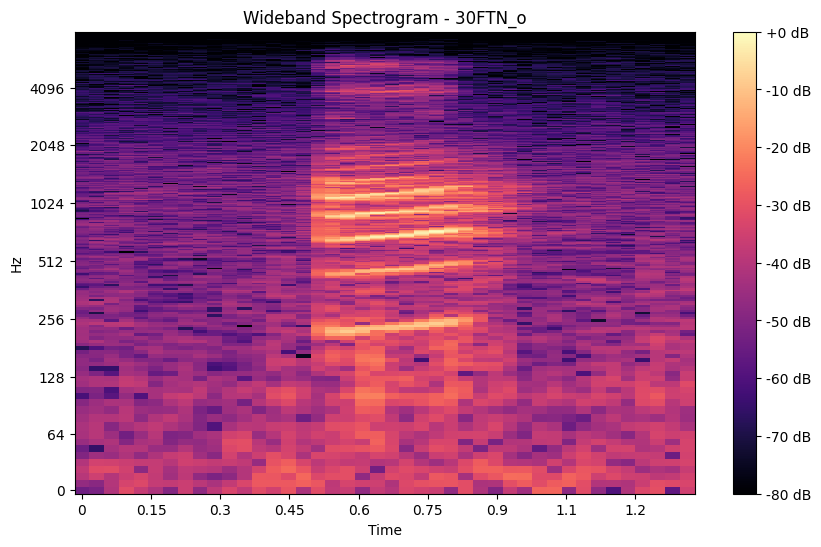 Wideband Spectrogram - 30FTN_o
Hz
4096
2048
1024
512
256
128
64
0
0 0.15 0.3 0.45 0.6 0.75 0.9 1.1 1.2
Time
+0 dB
-10 dB
-20 dB
-30 dB
-40 dB
-50 dB
-60 dB
-70 dB
-80 dB